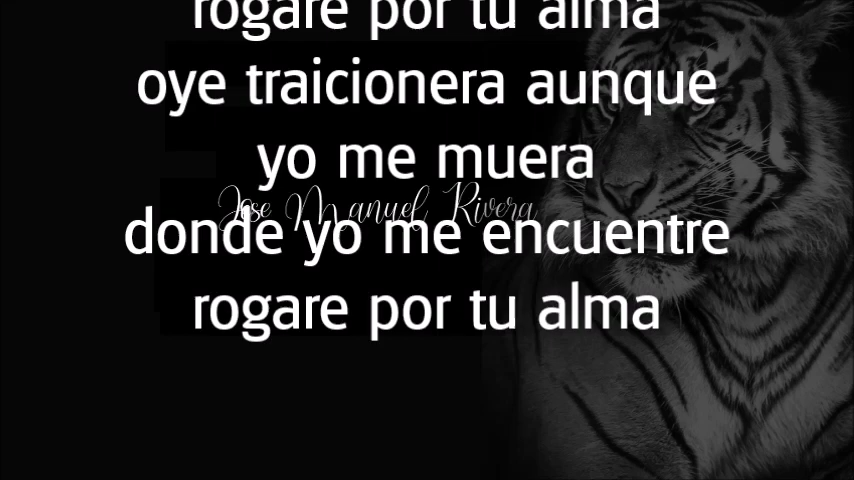 rogare por tu alma
oye traicionera aunque
yo me muera
Jose Manuel Rivera
donde yo me encuentre
rogare por tu alma